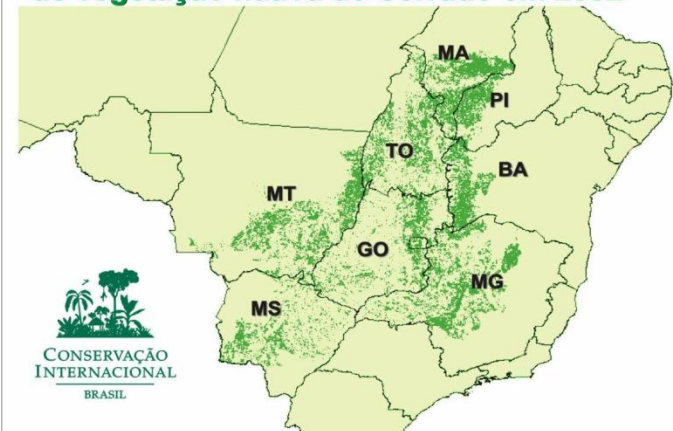 MA
PI
TO
BA
MT
GO
MG
MS
CONSERVAÇÃO
INTERNACIONAL
BRASIL